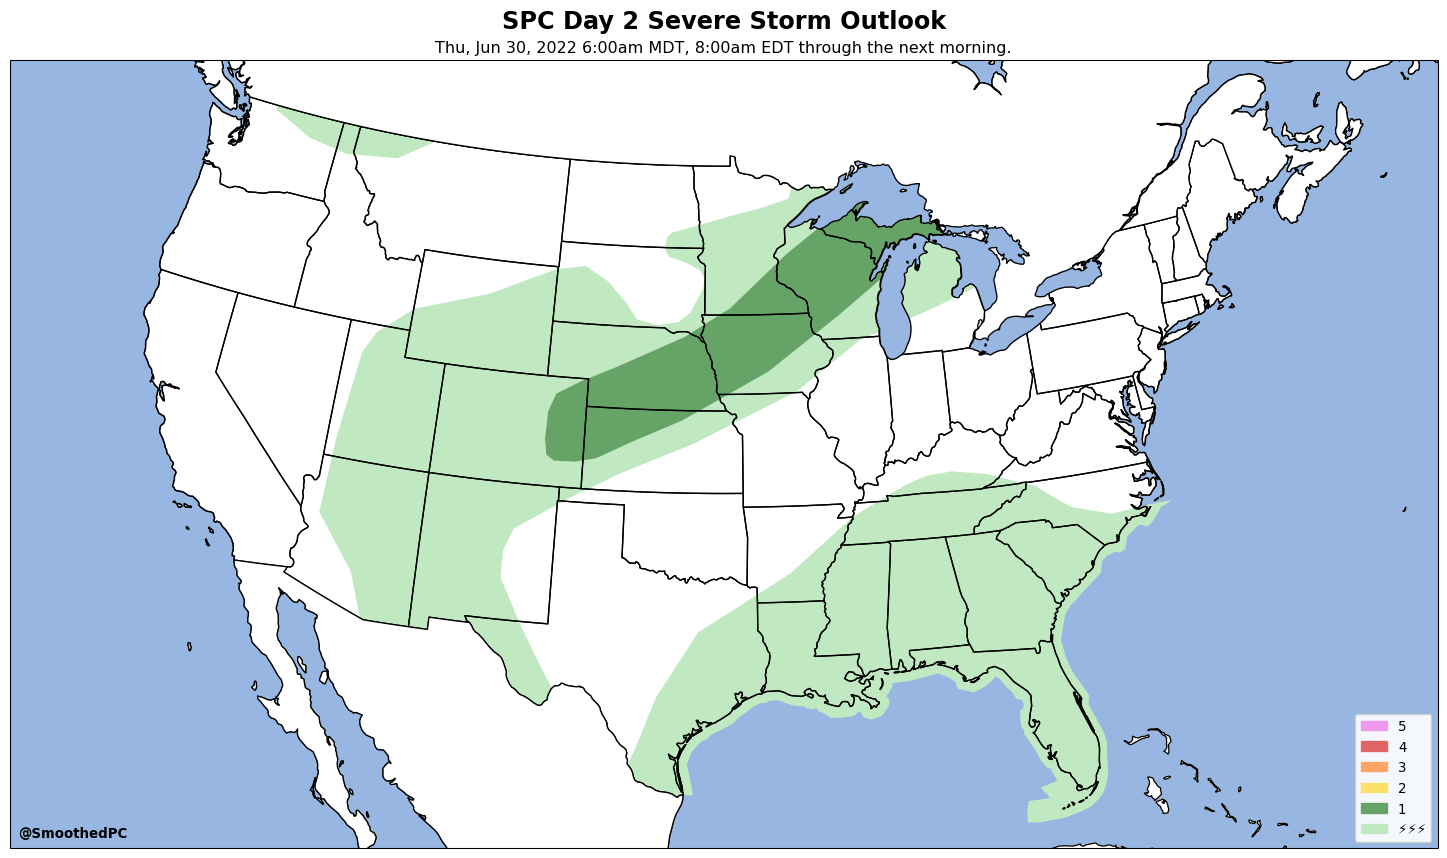 SPC Day 2 Severe Storm Outlook
Thu, Jun 30, 2022 6:00am MDT, 8:00am EDT through the next morning.
5
4
3
2
1
⚡⚡⚡
@SmoothedPC